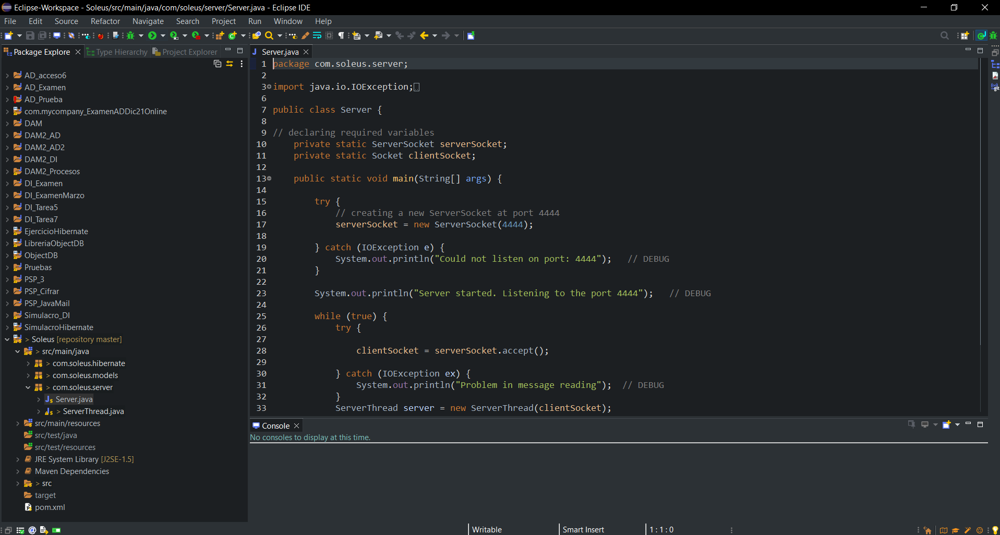 Eclipse-Workspace - Soleus/src/main/java/com/soleus/server/Server.java - Eclipse IDE
File Edit Source Refactor Navigate Search Project Run Window Help
Package Explore Type Hierarchy Project Explorer
AD_acceso6
AD_Examen
AD_Prueba
com.mycompany_ExamenADDic21Online
DAM
DAM2_AD
DAM2_AD2
DAM2_DI
DAM2_Procesos
DI_Examen
DI_ExamenMarzo
DI_Tarea5
DI_Tarea7
EjercicioHibernate
LibreriaObjectDB
ObjectDB
Pruebas
PSP_3
PSP_Cifrar
PSP_JavaMail
Simulacro_DI
SimulacroHibernate
> Soleus [repository master]
> src/main/java
> com.soleus.hibernate
> com.soleus.models
> com.soleus.server
Server.java
> ServerThread.java
src/main/resources
src/test/java
src/test/resources
JRE System Library [J2SE-1.5]
Maven Dependencies
> src
target
pom.xml
Server.java
1 package com.soleus.server;
2
3 import java.io.IOException;
6
7 public class Server {
8
9 // declaring required variables
10 private static ServerSocket serverSocket;
11 private static Socket clientSocket;
12
13 public static void main(String[] args) {
14
15 try {
16 // creating a new ServerSocket at port 4444
17 serverSocket = new ServerSocket(4444);
18
19 } catch (IOException e) {
20 System.out.println("Could not listen on port: 4444"); // DEBUG
21 }
22
23 System.out.println("Server started. Listening to the port 4444"); // DEBUG
24
25 while (true) {
26 try {
27
28 clientSocket = serverSocket.accept();
29
30 } catch (IOException ex) {
31 System.out.println("Problem in message reading"); // DEBUG
32 }
33 ServerThread server = new ServerThread(clientSocket);
Console
No consoles to display at this time.
Writable Smart Insert 1 : 1 : 0